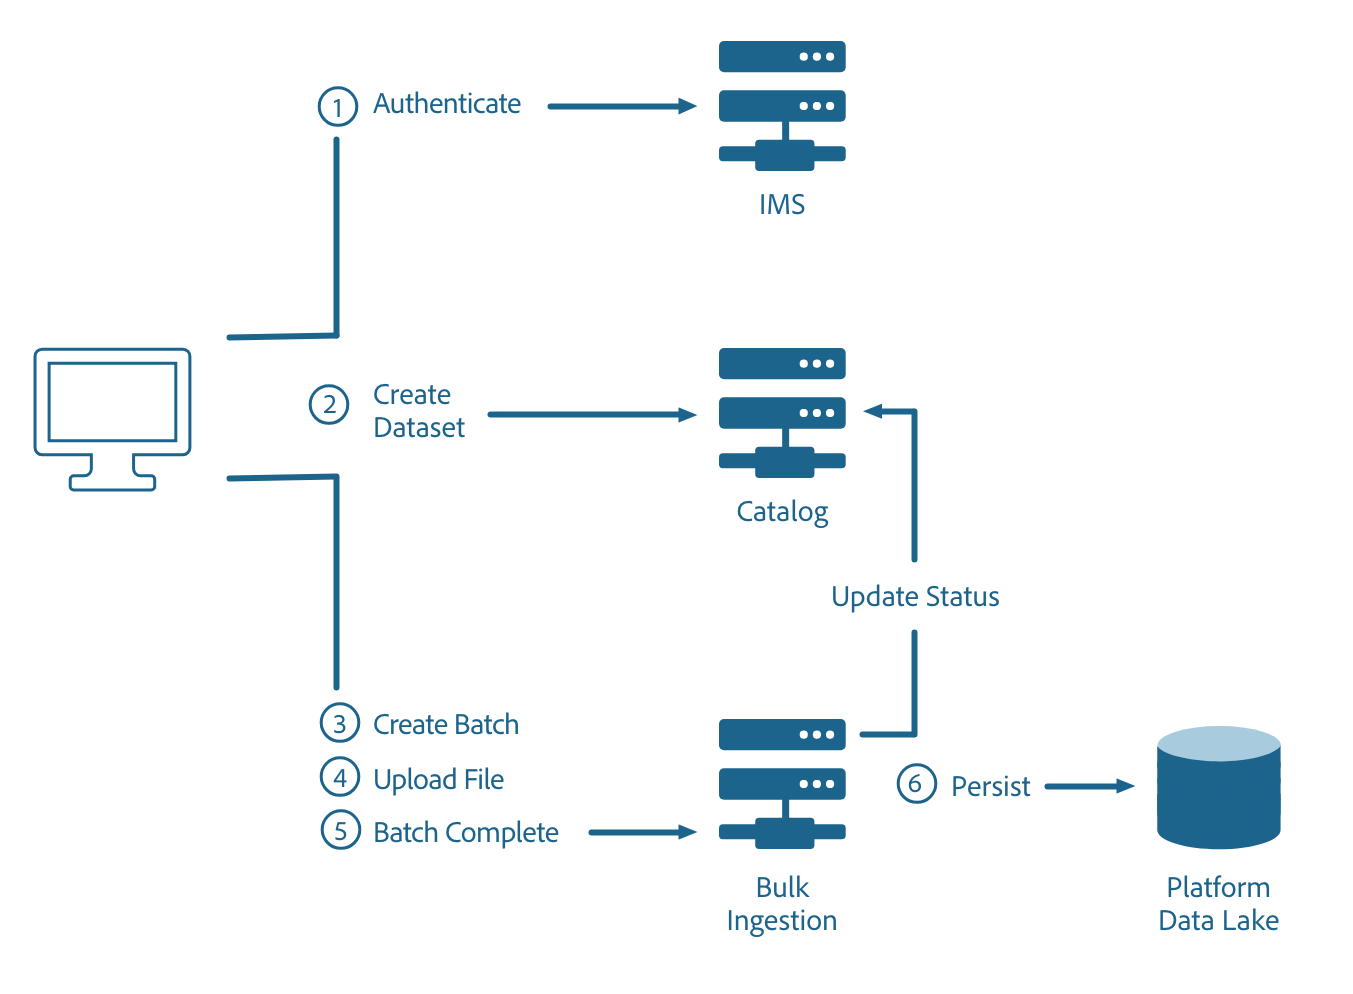 1 Authenticate
IMS
2 Create
Dataset
Catalog
Update Status
3 Create Batch
4 Upload File
5 Batch Complete
6 Persist
Bulk
Ingestion
Platform
Data Lake